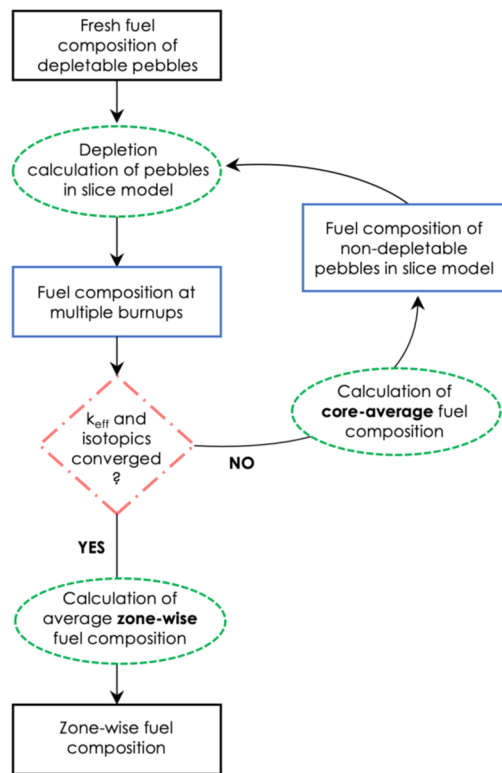 Fresh fuel
composition of
depletable pebbles
Depletion
calculation of pebbles
in slice model
Fuel composition of
non-depletable
pebbles in slice model
Fuel composition at
multiple burnups
Calculation of
core-average fuel
composition
keff and
isotopics
converged
?
NO
YES
Calculation of
average zone-wise
fuel composition
Zone-wise fuel
composition